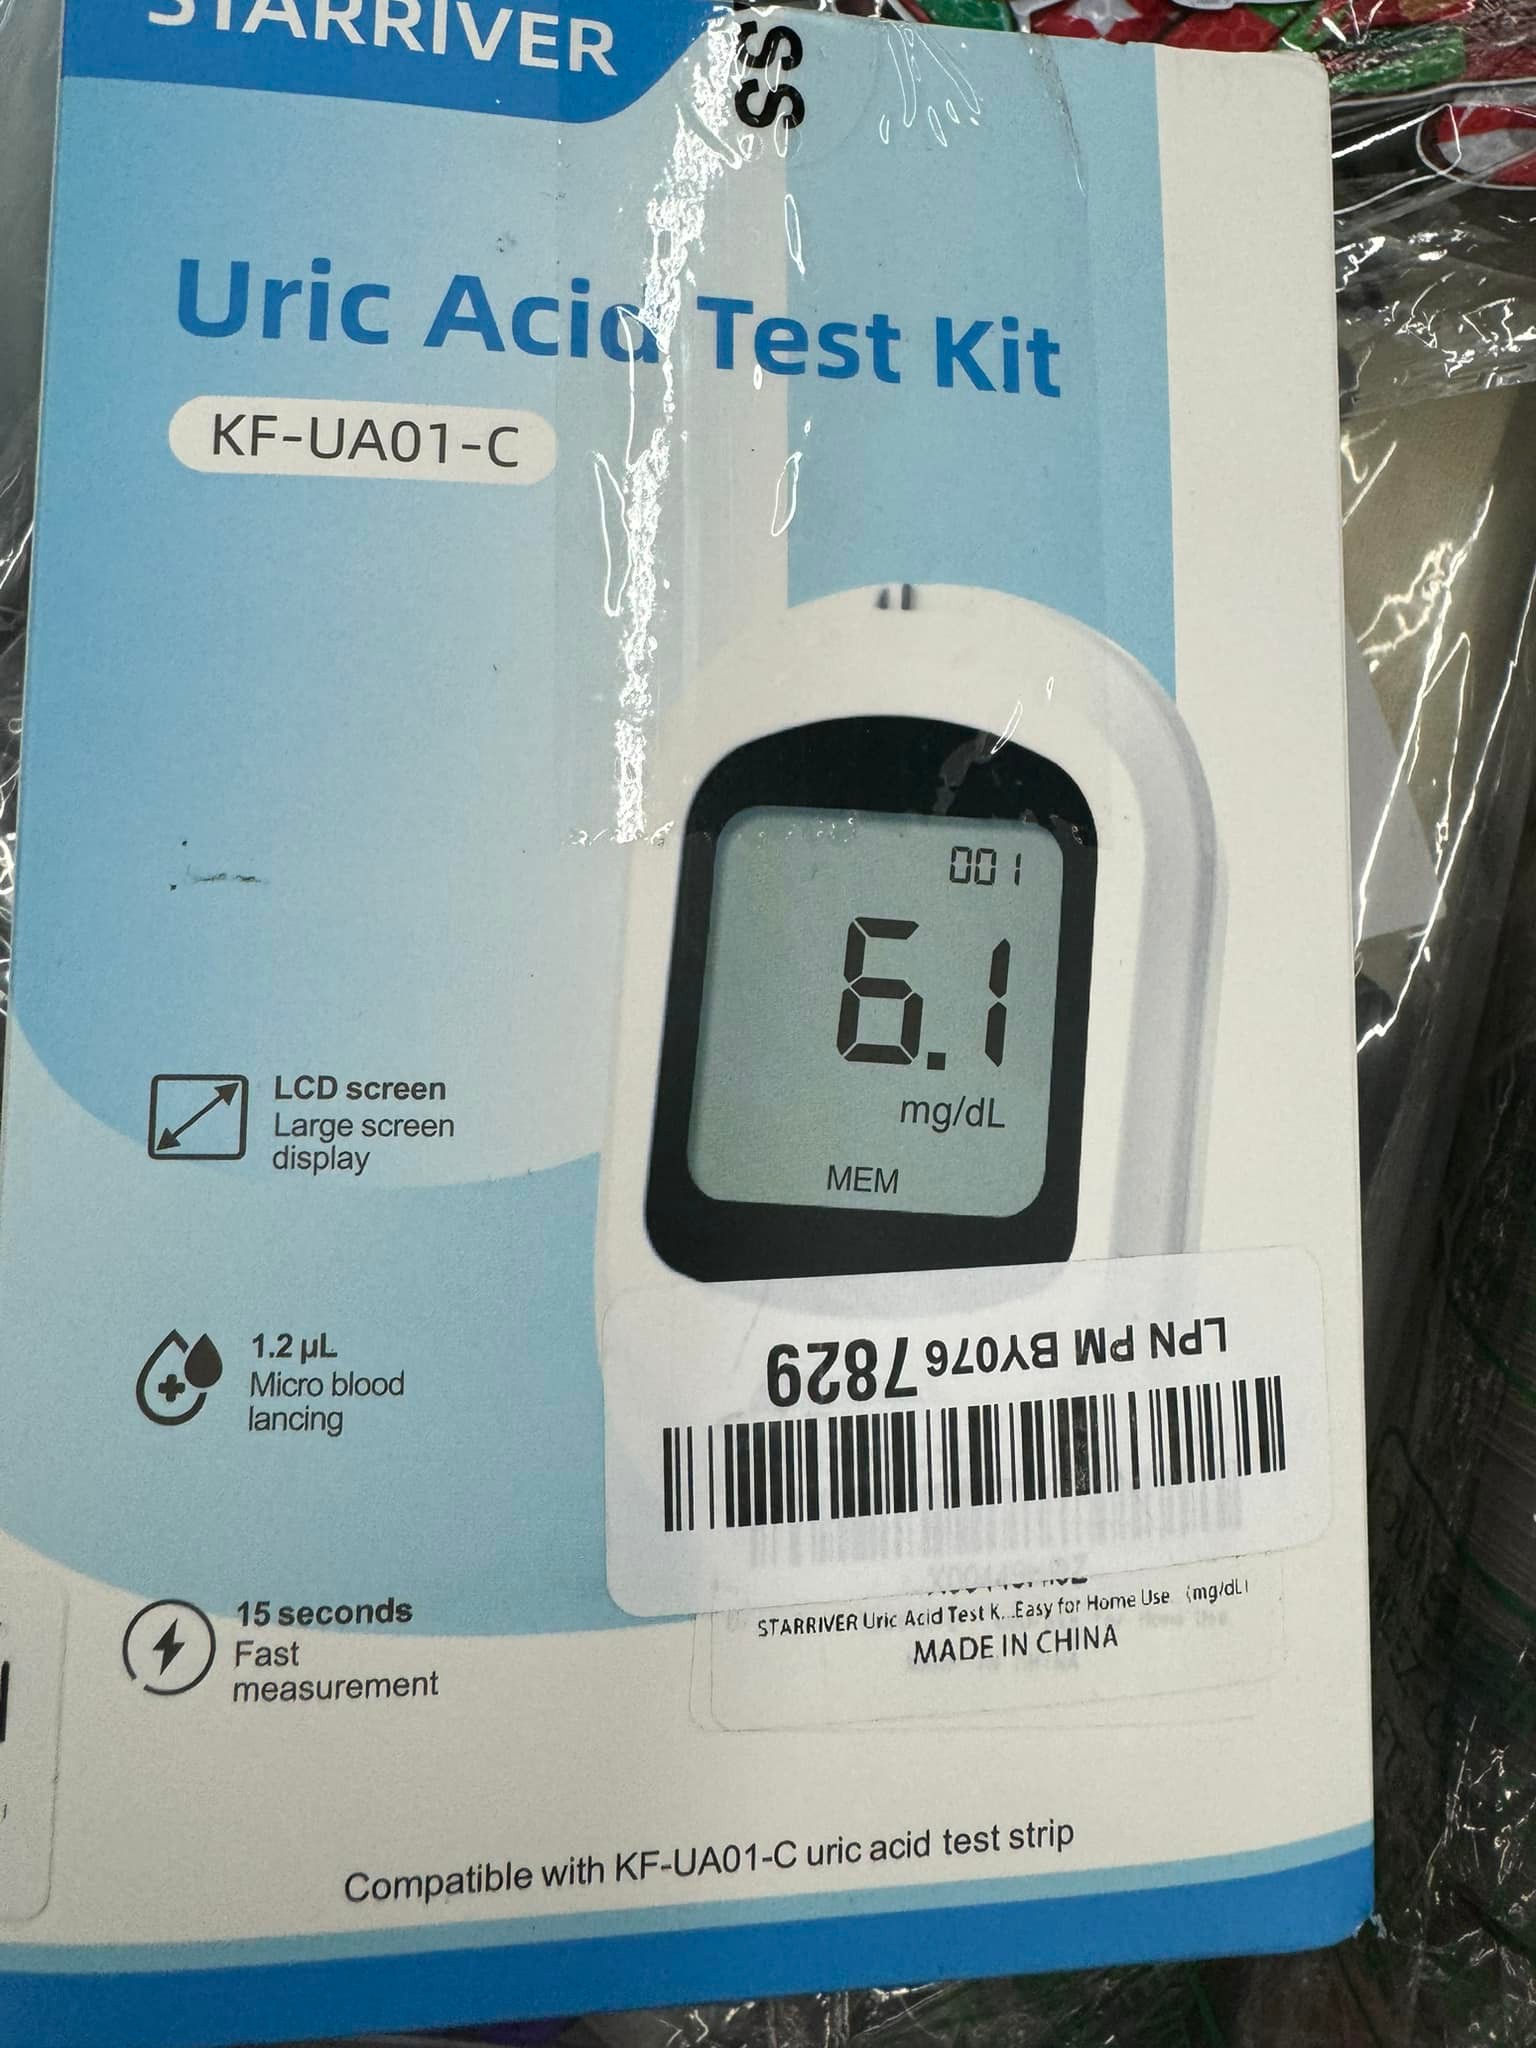 STARRIVER
SS
Uric Acid Test Kit
KF-UA01-C
001
6.1
mg/dL
MEM
LCD screen
Large screen
display
1.2 µL
Micro blood
lancing
LPN PM BY076 7829
15 seconds
Fast
measurement
STARRIVER Uric Acid Test K...Easy for Home Use (mg/dL)
MADE IN CHINA
Compatible with KF-UA01-C uric acid test strip